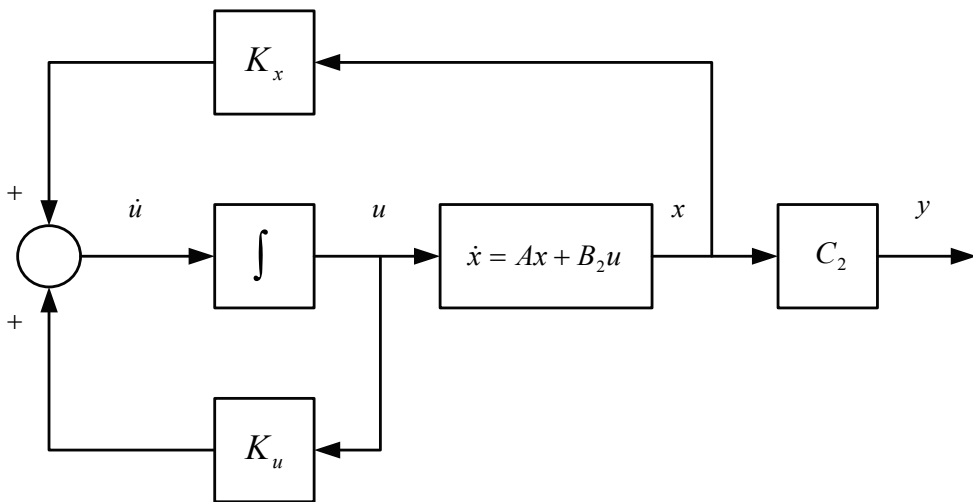 K_x
+
u̇
∫
u
ẋ = Ax + B_2u
x
C_2
y
+
K_u